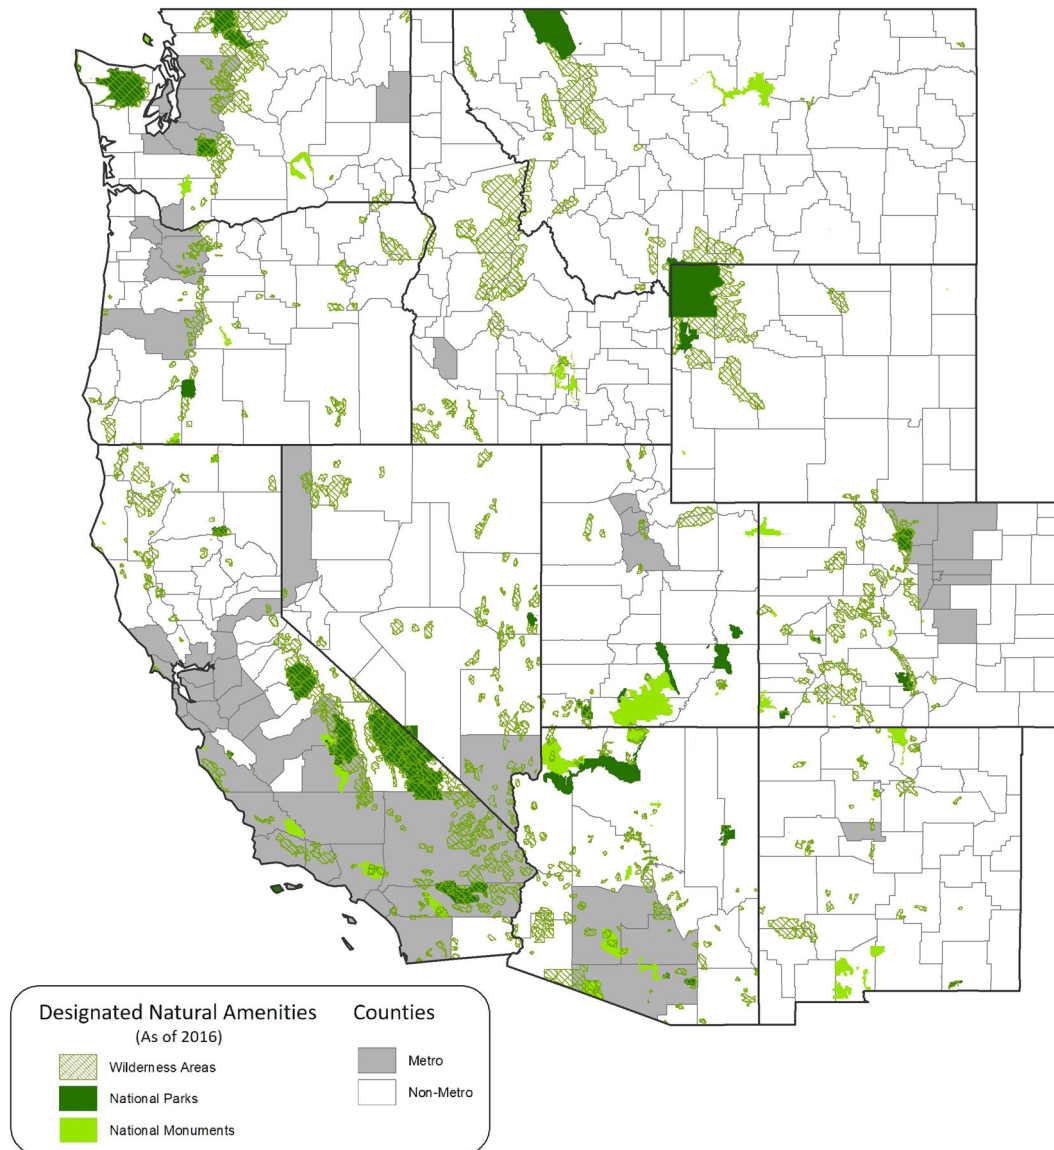 Designated Natural Amenities
(As of 2016)
Wilderness Areas
National Parks
National Monuments
Counties
Metro
Non-Metro